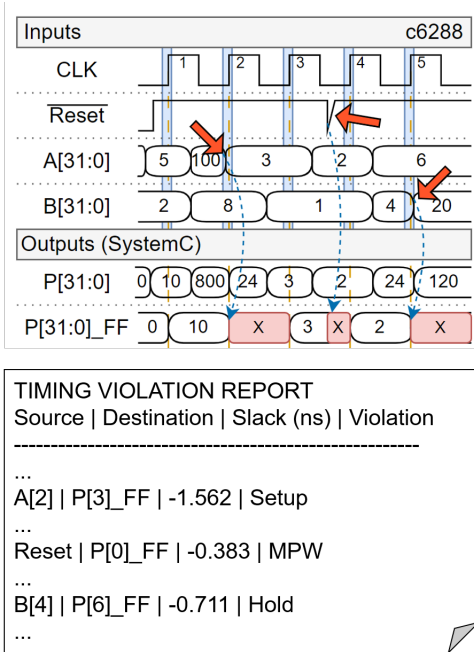 Inputs c6288
CLK 1 2 3 4 5
Reset
A[31:0] 5 100 3 2 6
B[31:0] 2 8 1 4 20
Outputs (SystemC)
P[31:0] 0 10 800 24 3 2 24 120
P[31:0]_FF 0 10 X 3 X 2 X
TIMING VIOLATION REPORT
Source | Destination | Slack (ns) | Violation
-------------------------------------------------------
...
A[2] | P[3]_FF | -1.562 | Setup
...
Reset | P[0]_FF | -0.383 | MPW
...
B[4] | P[6]_FF | -0.711 | Hold
...